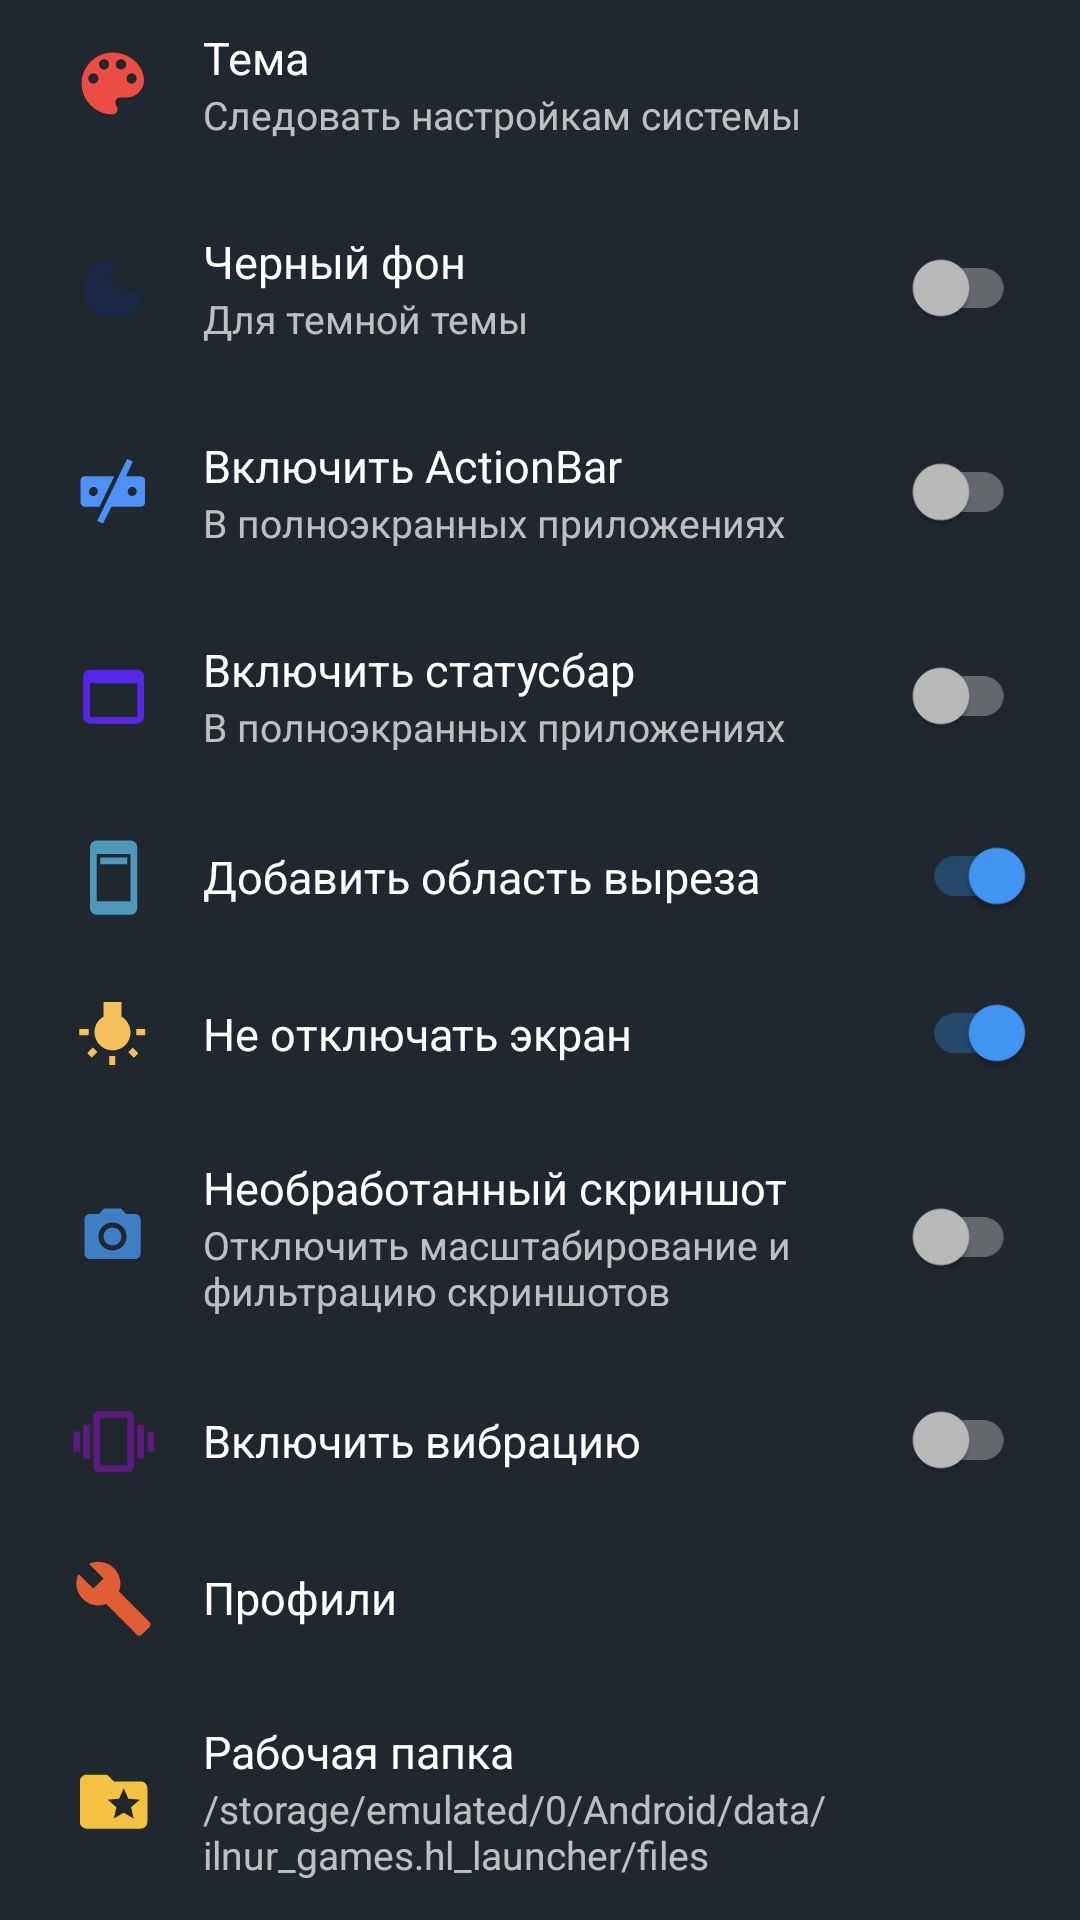 Тема
Следовать настройкам системы
Черный фон
Для темной темы
Включить ActionBar
В полноэкранных приложениях
Включить статусбар
В полноэкранных приложениях
Добавить область выреза
Не отключать экран
Необработанный скриншот
Отключить масштабирование и
фильтрацию скриншотов
Включить вибрацию
Профили
Рабочая папка
/storage/emulated/0/Android/data/
ilnur_games.hl_launcher/files